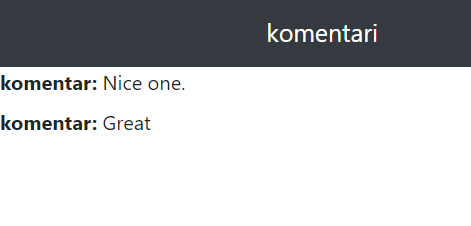 komentari
komentar: Nice one.
komentar: Great